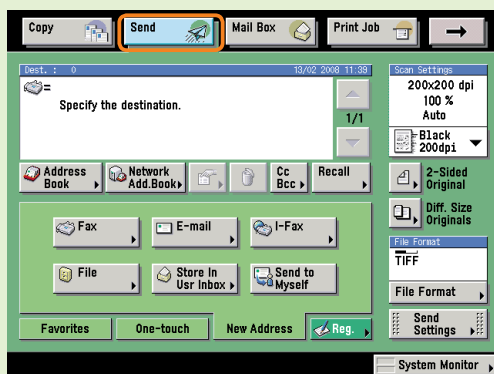 Copy Send Mail Box Print Job
Dest. : 0 13/02 2008 11:39
=
Specify the destination.
1/1
Address Book
Network Add.Book
Cc Bcc
Recall
Fax E-mail I-Fax
File
Store In Usr Inbox
Send to Myself
Favorites One-touch New Address Reg.
Scan Settings
200x200 dpi
100 %
Auto
Black
200dpi
2-Sided
Original
Diff. Size
Originals
File Format
TIFF
File Format
Send
Settings
System Monitor